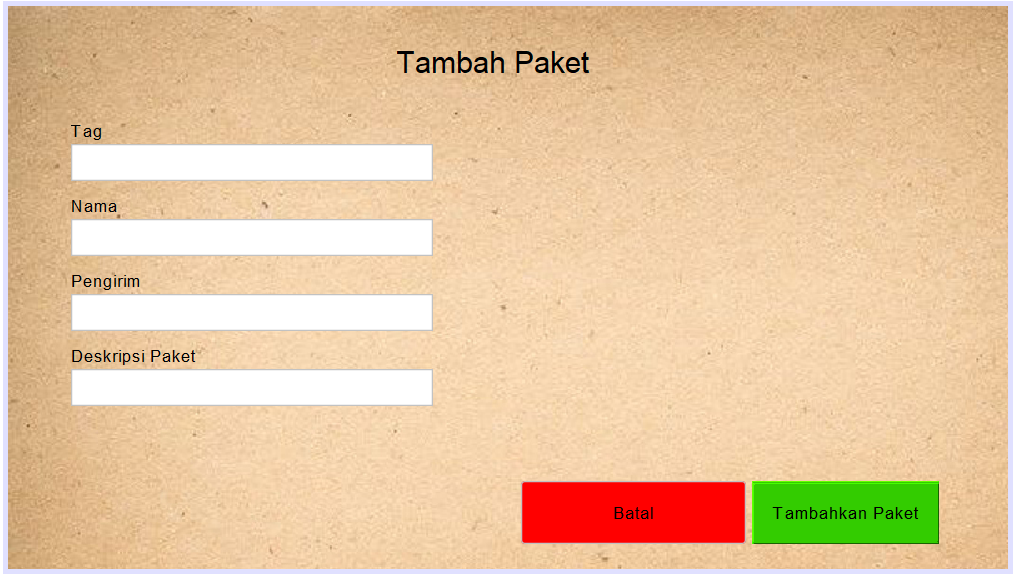 Tambah Paket
Tag
Nama
Pengirim
Deskripsi Paket
Batal
Tambahkan Paket